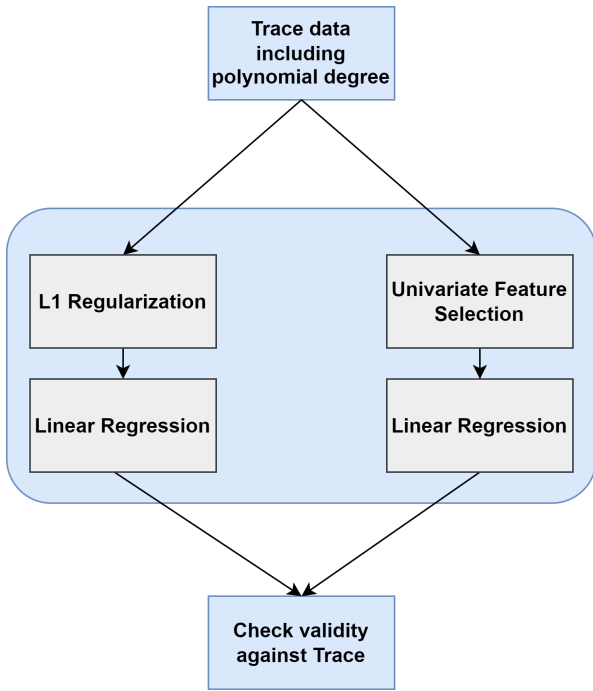 Trace data
including
polynomial degree
L1 Regularization
Univariate Feature
Selection
Linear Regression
Linear Regression
Check validity
against Trace